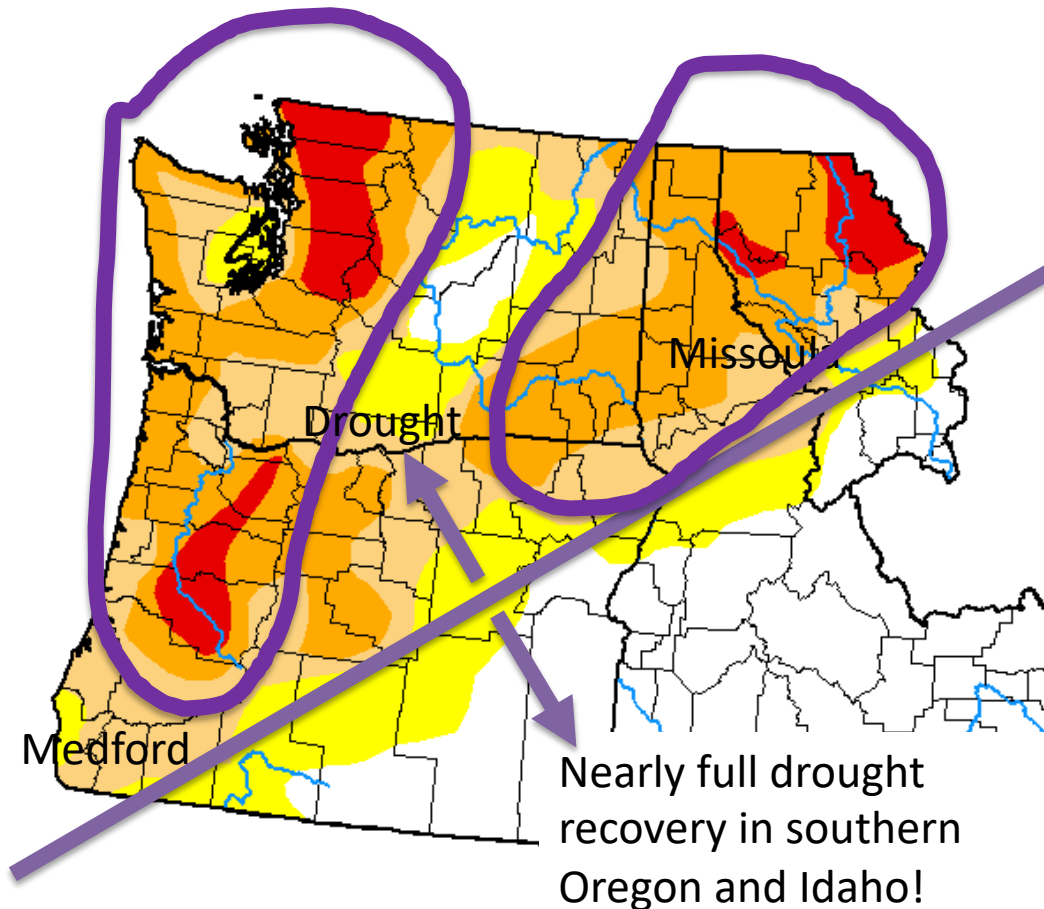 Missoula
Drought
Medford
Nearly full drought
recovery in southern
Oregon and Idaho!